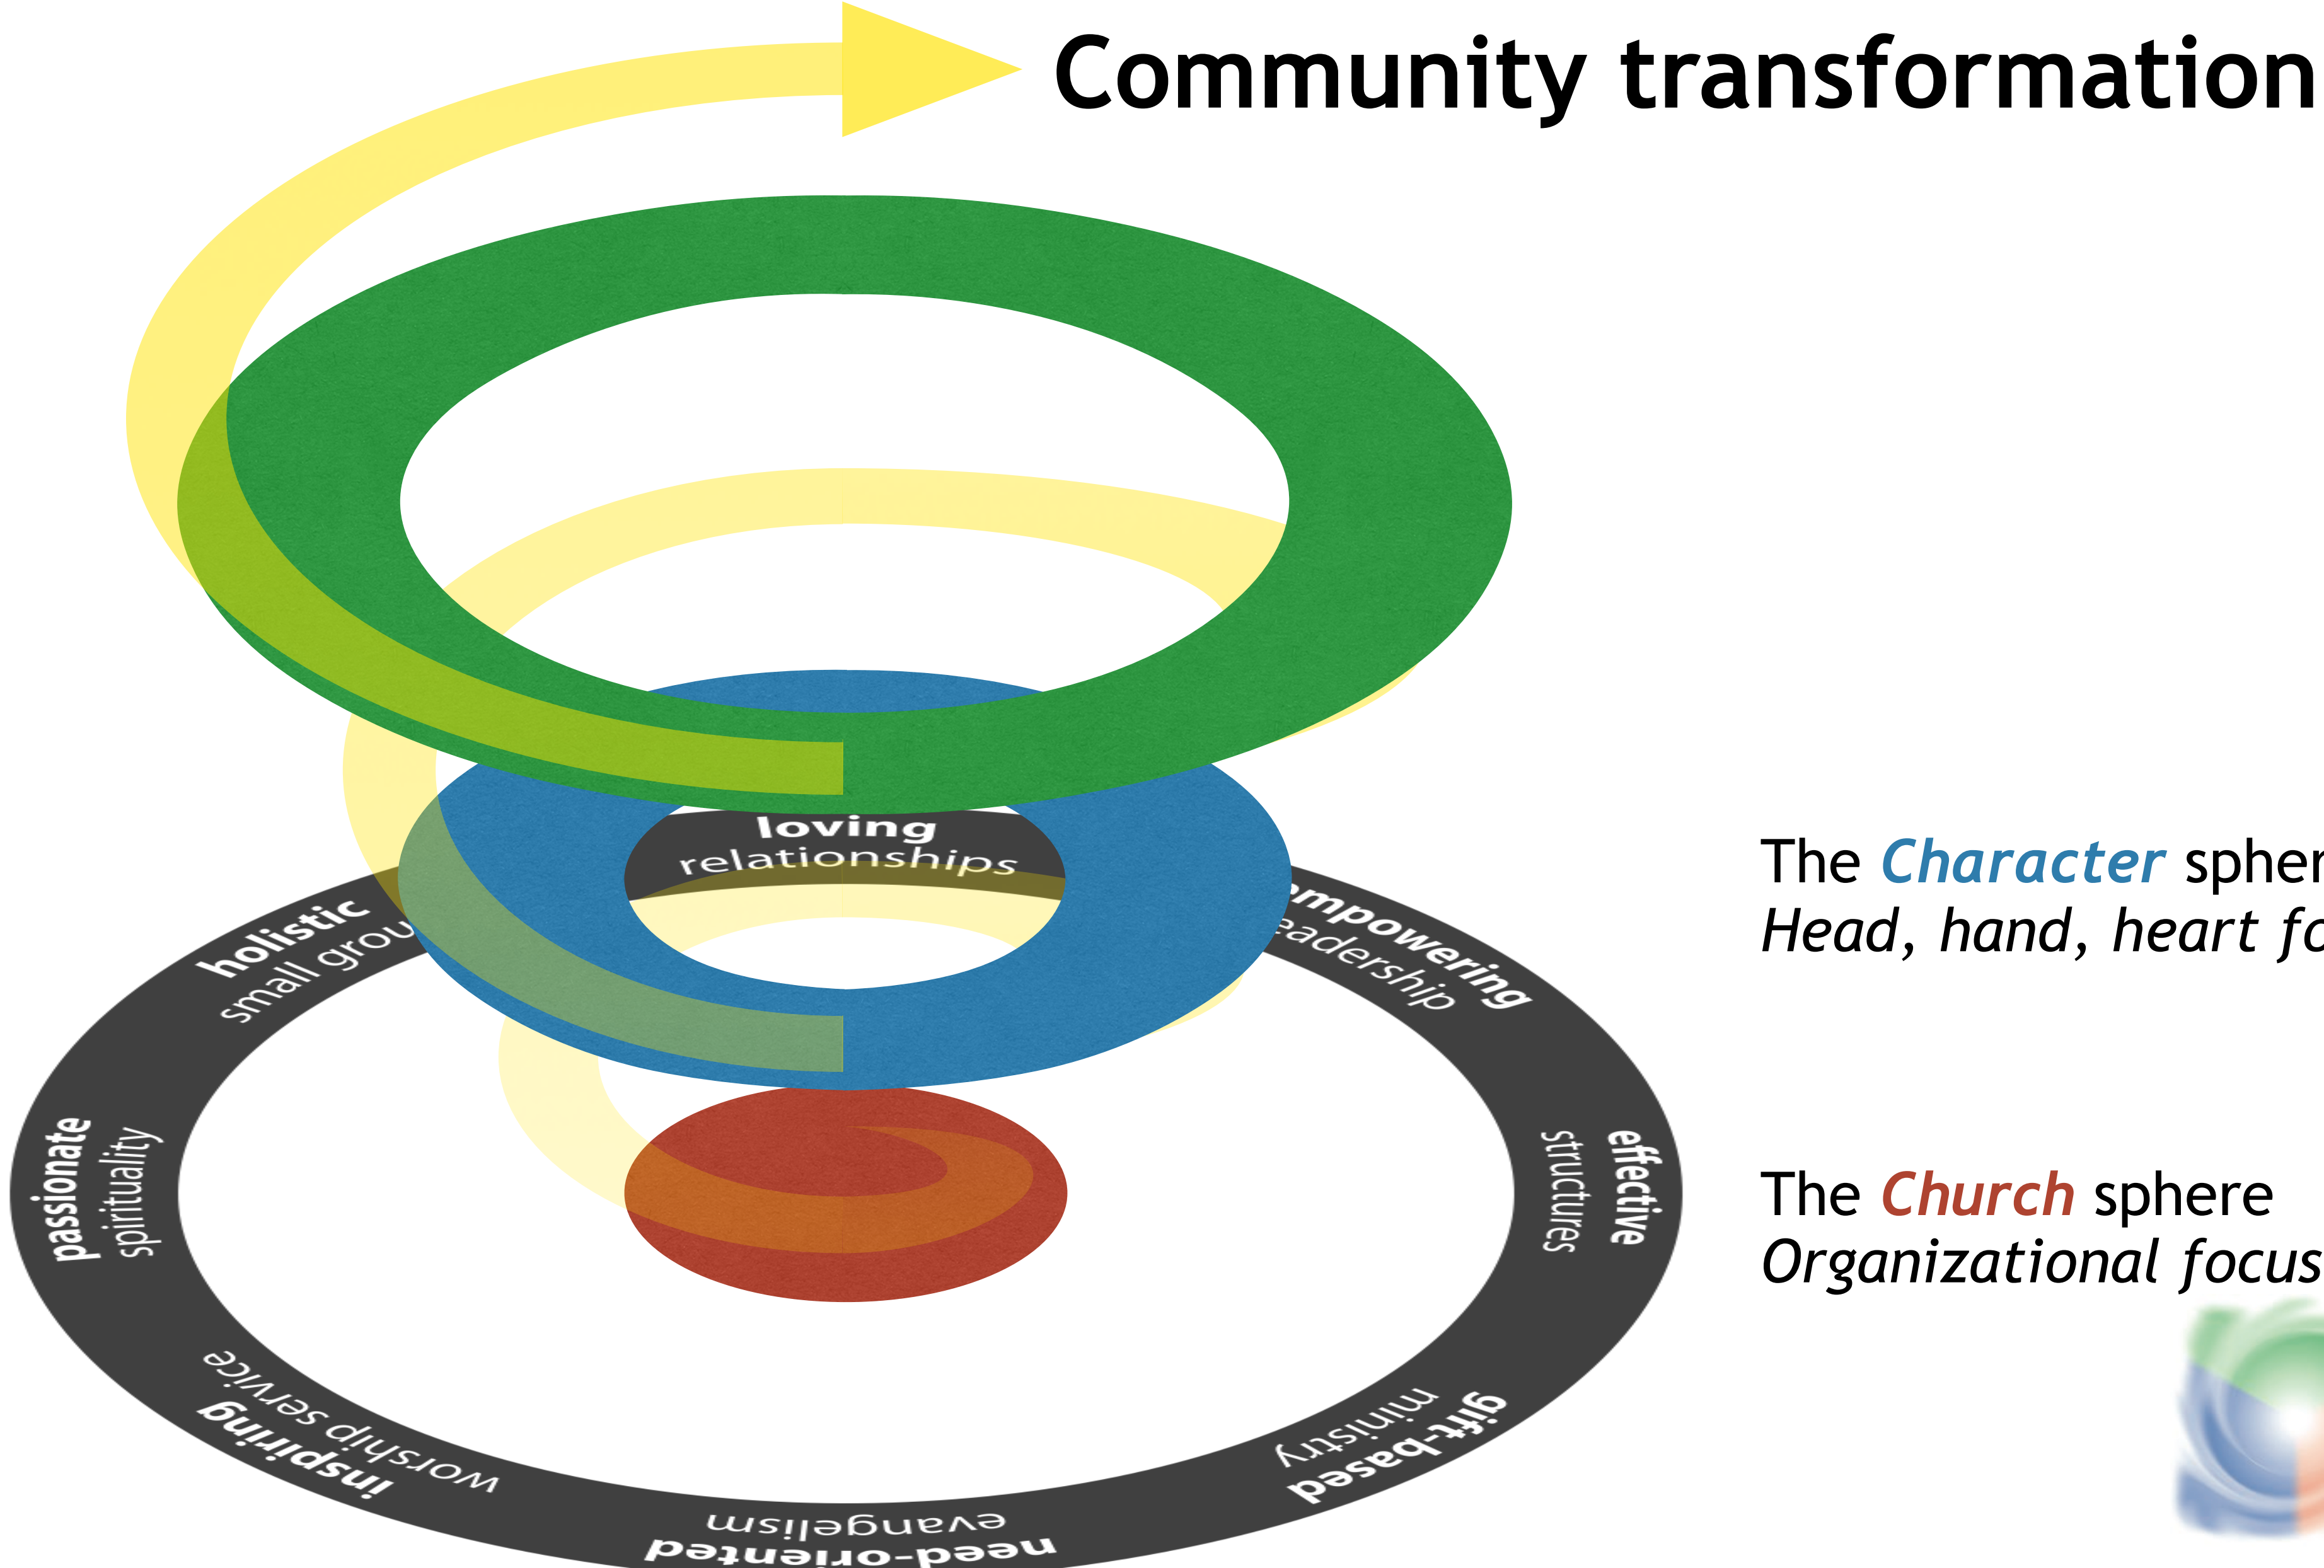 Community transformation
loving
relationships
holistic
small grou
mpowering
eadership
The Character spher
Head, hand, heart fo
passionate
spirituality
effective
structures
The Church sphere
Organizational focus
inspiring
worship service
gift-based
ministry
need-oriented
evangelism